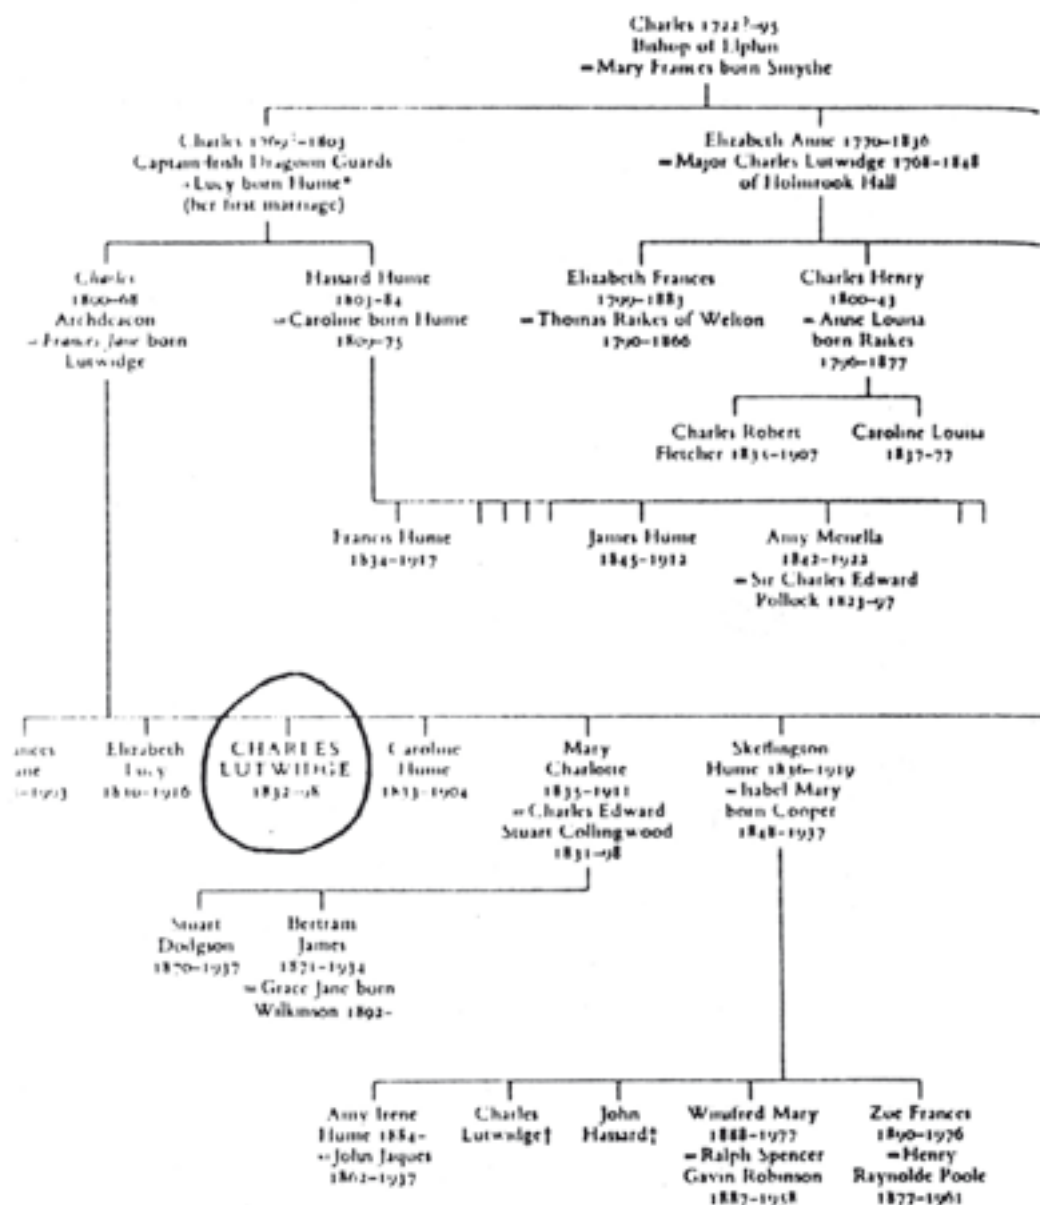 Charles 1722?–95
Bishop of Elphin
=Mary Frances born Smythe
Charles 1769?–1803
Captain Irish Dragoon Guards
=Lucy born Hume*
(her first marriage)
Elizabeth Anne 1770–1836
=Major Charles Lutwidge 1768–1848
of Holmrook Hall
Charles
1800–68
Archdeacon
=Frances Jane born
Lutwidge
Hassard Hume
1803–84
=Caroline born Hume
1809–75
Elizabeth Frances
1799–1883
=Thomas Raikes of Welton
1790–1866
Charles Henry
1800–43
=Anne Louisa
born Raikes
1796–1877
Charles Robert
Fletcher 1835–1907
Caroline Louisa
1837–77
Francis Hume
1834–1917
James Hume
1845–1912
Amy Menella
1842–1922
=Sir Charles Edward
Pollock 1823–97
Elizabeth
Lucy
1830–1916
CHARLES
LUTWIDGE
1832–98
Caroline
Hume
1833–1904
Mary
Charlotte
1835–1911
=Charles Edward
Stuart Collingwood
1831–98
Skeffington
Hume 1836–1919
=Isabel Mary
born Cooper
1848–1937
Stuart
Dodgson
1870–1937
Bertram
James
1871–1934
=Grace Jane born
Wilkinson 1892–
Amy Irene
Hume 1884–
=John Jaques
1862–1937
Charles
Lutwidge†
John
Hassard‡
Winifred Mary
1888–1977
=Ralph Spencer
Gavin Robinson
1887–1958
Zoe Frances
1890–1976
=Henry
Raynolde Poole
1877–1961